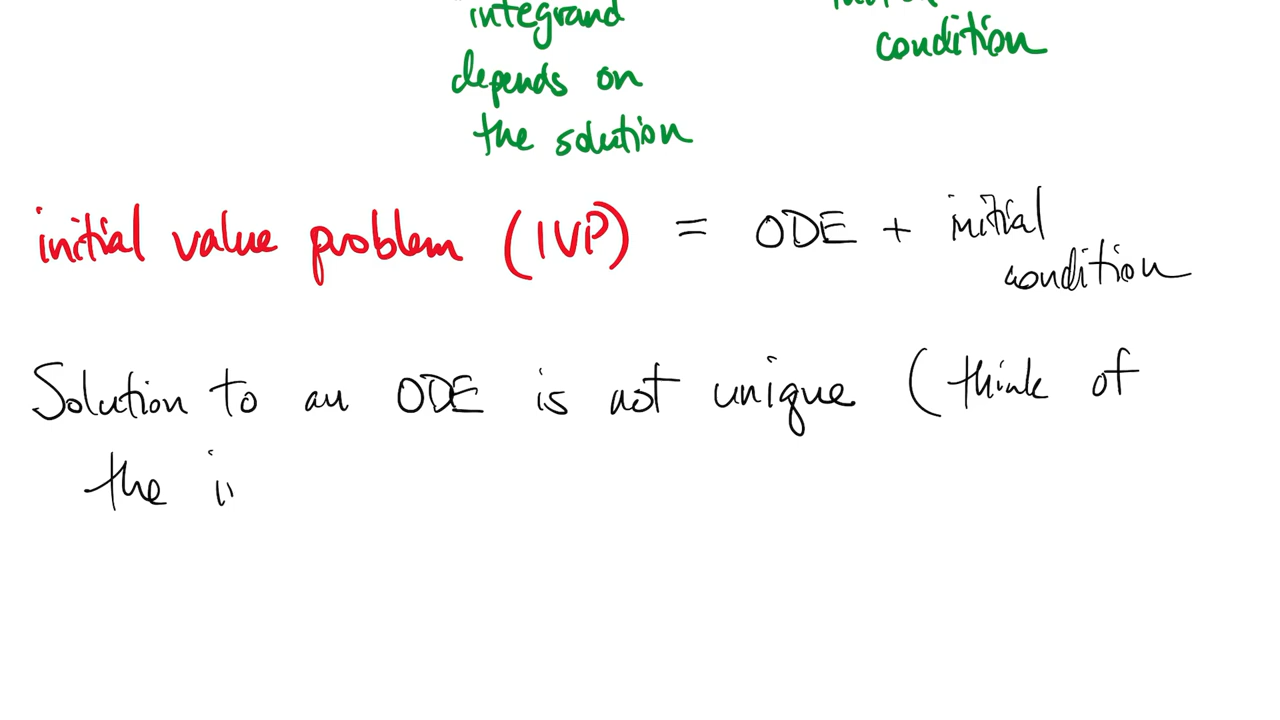 integrand
depends on
the solution
condition
initial value problem (IVP) = ODE + initial
condition
Solution to an ODE is not unique (think of
the